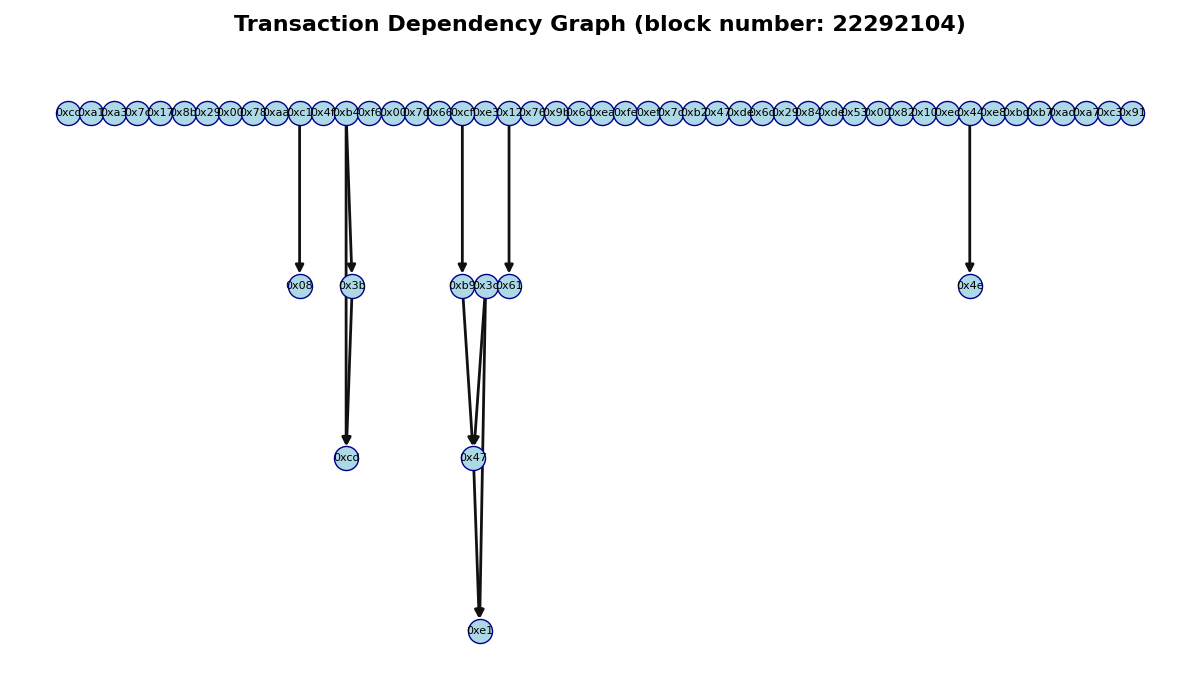 Transaction Dependency Graph (block number: 22292104)
0xcc 0xa1 0xa3 0x7c 0x17 0x8b 0x29 0x00 0x78 0xaa 0xc1 0x4f 0xb4 0xf6 0x00 0x7d 0x66 0xcf 0xe3 0x12 0x76 0x9b 0x6c 0xea 0xfe 0xef 0x7c 0xb2 0x47 0xde 0x6d 0x29 0x84 0xde 0x53 0x00 0x82 0x10 0xec 0x44 0xe8 0xbd 0xb7 0xad 0xa7 0xc3 0x91
0x08 0x3b 0xb9 0x3c 0x61 0x4e
0xcd 0x47
0xe1